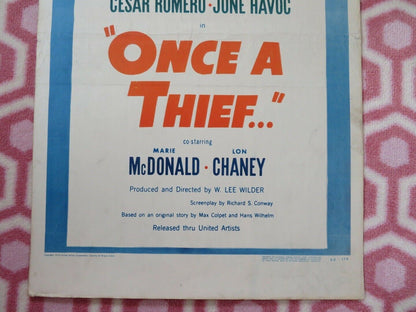 CESAR ROMERO · JUNE HAVOC
in
"ONCE A
THIEF..."
co starring
MARIE LON
McDONALD · CHANEY
Produced and Directed by W. LEE WILDER
Screenplay by Richard S. Conway
Based on an original story by Max Colpet and Hans Wilhelm
Released thru United Artists